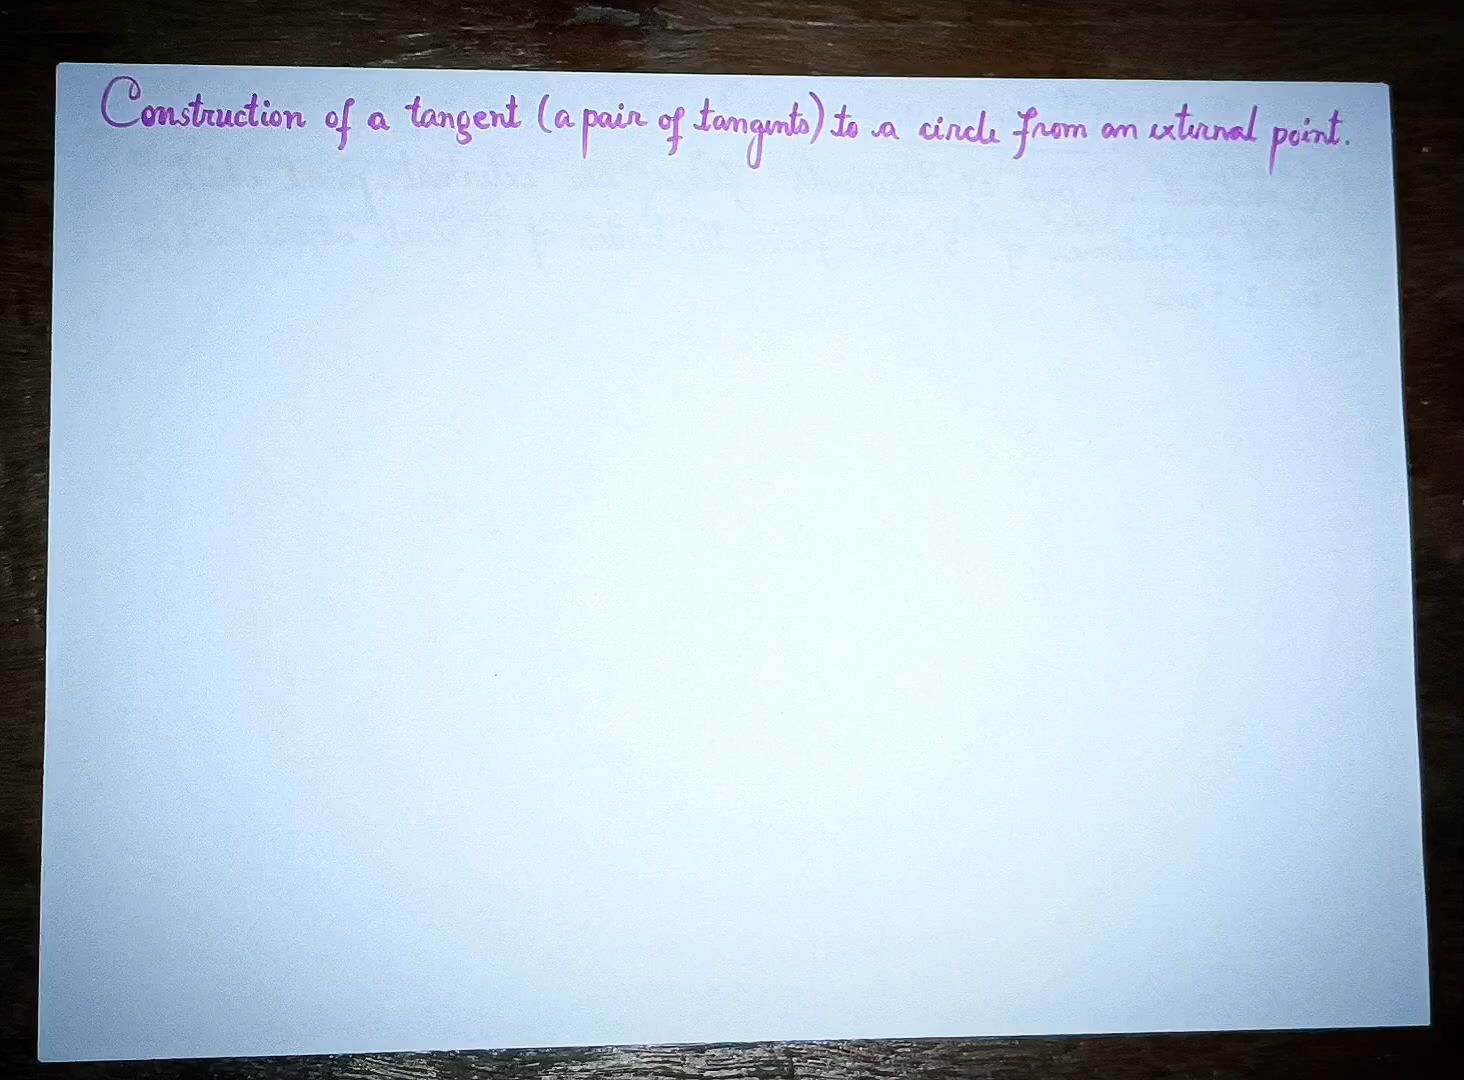 Construction of a tangent (a pair of tangents) to a circle from an external point.